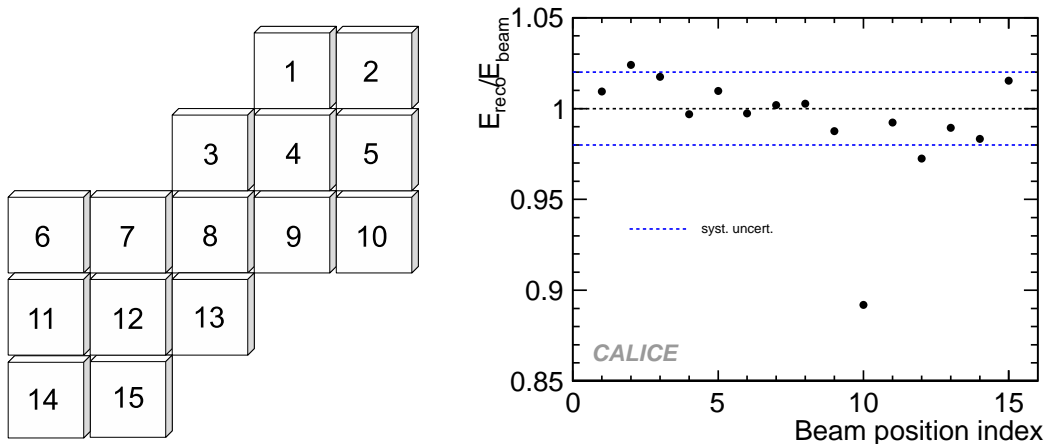 1 2
3 4 5
6 7 8 9 10
11 12 13
14 15
E_reco/E_beam
1.05
1
0.95
0.9
0.85
syst. uncert.
CALICE
0 5 10 15
Beam position index